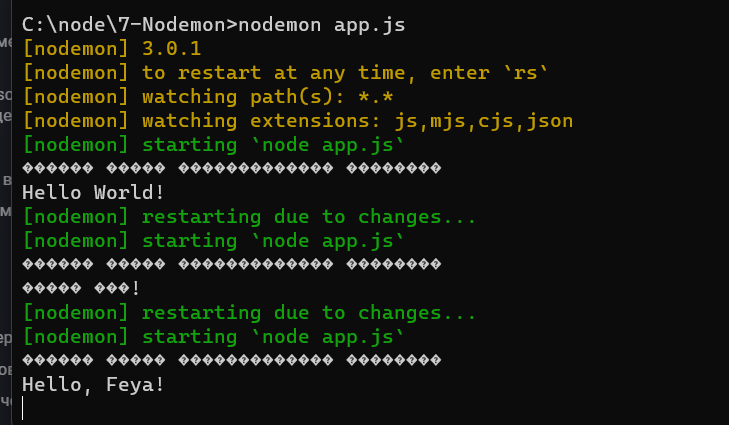 C:\node\7-Nodemon>nodemon app.js
[nodemon] 3.0.1
[nodemon] to restart at any time, enter `rs`
[nodemon] watching path(s): *.*
[nodemon] watching extensions: js,mjs,cjs,json
[nodemon] starting `node app.js`
������ ����� ������������� ��������
Hello World!
[nodemon] restarting due to changes...
[nodemon] starting `node app.js`
������ ����� ������������� ��������
����� ���!
[nodemon] restarting due to changes...
[nodemon] starting `node app.js`
������ ����� ������������� ��������
Hello, Feya!